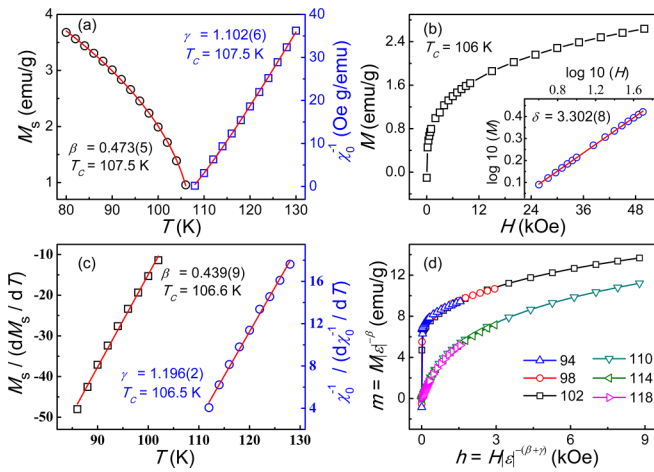 (a)
γ = 1.102(6)
T_C = 107.5 K
β = 0.473(5)
T_C = 107.5 K
4
3
2
1
M_s (emu/g)
80 90 100 110 120 130
T (K)
40
30
20
10
0
χ_0^-1 (Oe g/emu)
(b)
T_C = 106 K
2.4
1.6
0.8
0.0
M (emu/g)
0 12 24 36 48
H (kOe)
log 10 (H)
0.8 1.2 1.6
δ = 3.302(8)
0.4
0.3
0.2
0.1
log 10 (M)
(c)
β = 0.439(9)
T_C = 106.6 K
γ = 1.196(2)
T_C = 106.5 K
-10
-20
-30
-40
-50
M_s / (dM_s / dT)
90 100 110 120
T (K)
16
12
8
4
χ_0^-1 / (dχ_0^-1 / dT)
(d)
12
8
4
0
m = M|ε|^-β (emu/g)
94 110
98 114
102 118
0 3 6 9
h = H|ε|^-(β+γ) (kOe)